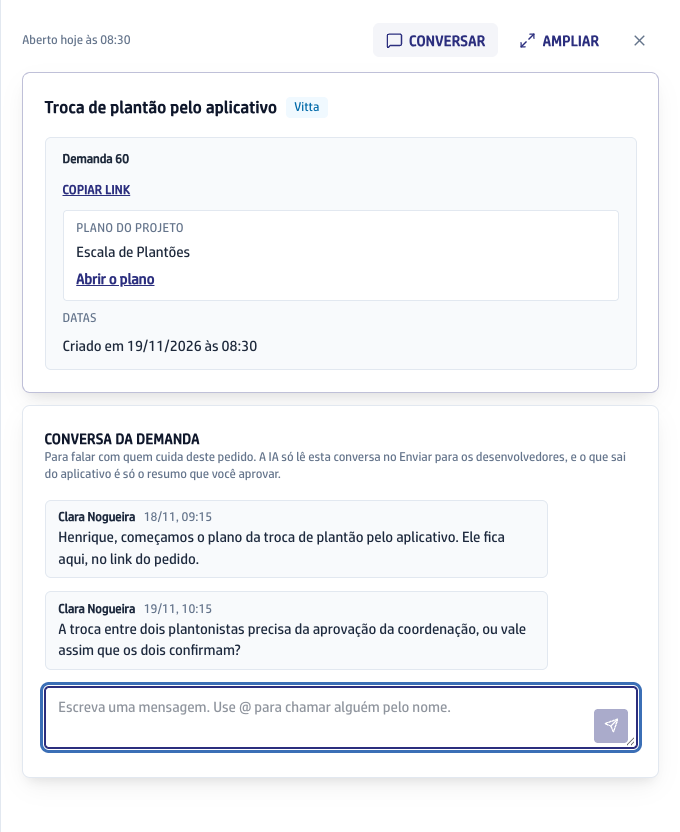 Aberto hoje às 08:30
CONVERSAR
AMPLIAR
Troca de plantão pelo aplicativo
Vitta
Demanda 60
COPIAR LINK
PLANO DO PROJETO
Escala de Plantões
Abrir o plano
DATAS
Criado em 19/11/2026 às 08:30
CONVERSA DA DEMANDA
Para falar com quem cuida deste pedido. A IA só lê esta conversa no Enviar para os desenvolvedores, e o que sai
do aplicativo é só o resumo que você aprovar.
Clara Nogueira 18/11, 09:15
Henrique, começamos o plano da troca de plantão pelo aplicativo. Ele fica
aqui, no link do pedido.
Clara Nogueira 19/11, 10:15
A troca entre dois plantonistas precisa da aprovação da coordenação, ou vale
assim que os dois confirmam?
Escreva uma mensagem. Use @ para chamar alguém pelo nome.